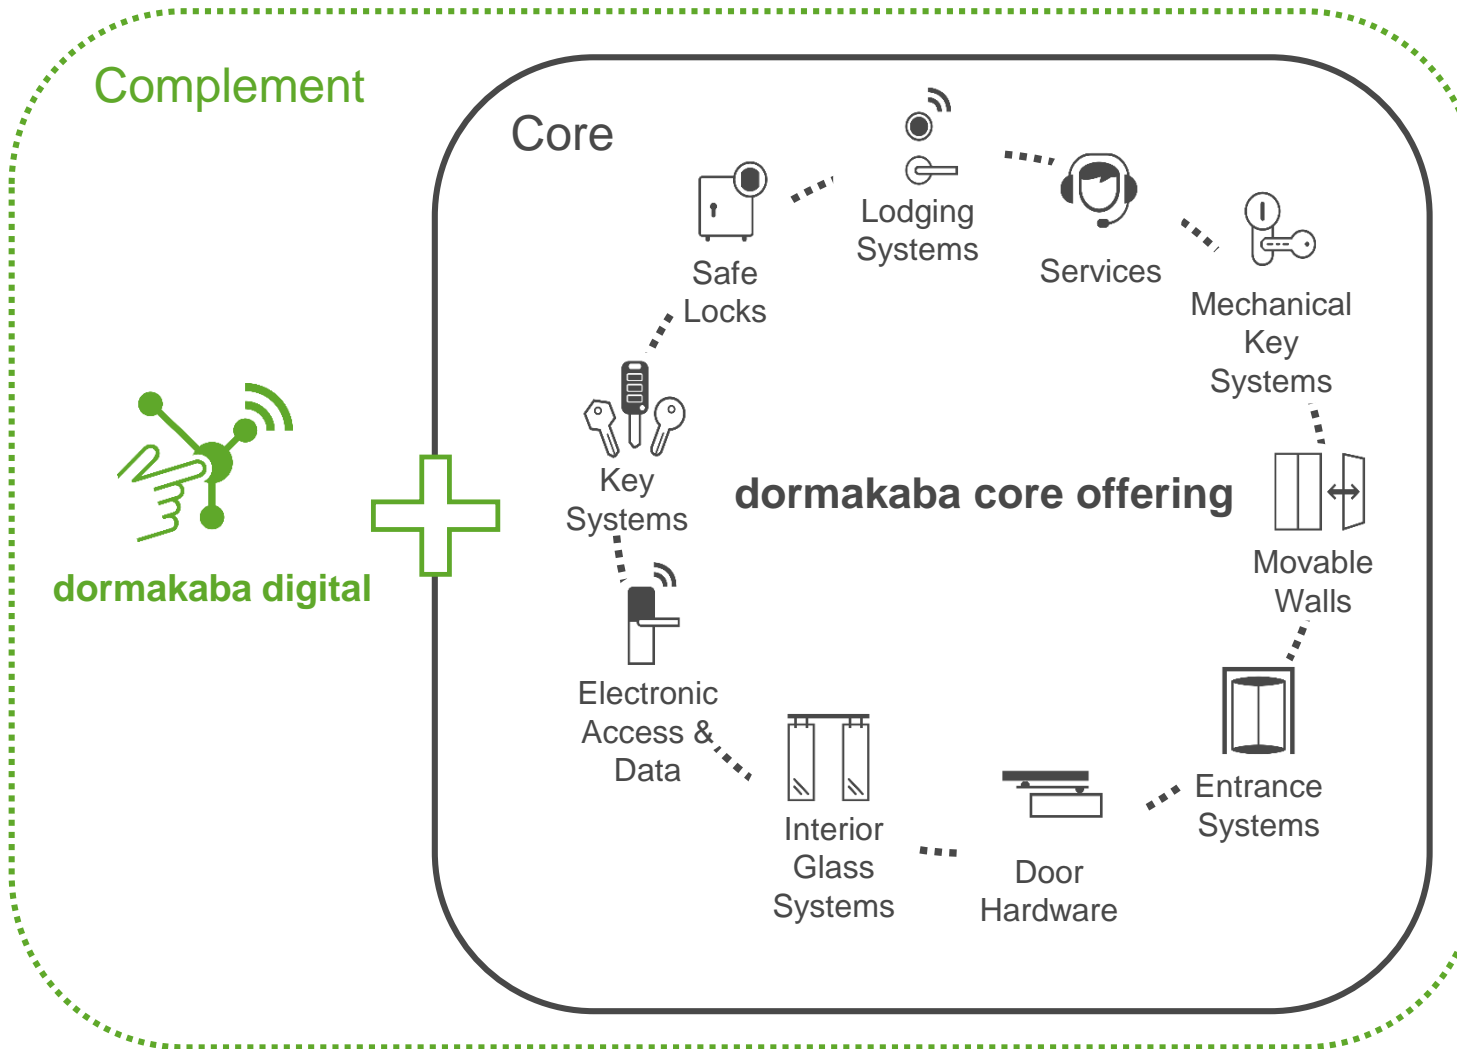 Complement
Core
Lodging
Systems
Safe
Locks
Services
Mechanical
Key
Systems
Key
Systems
dormakaba core offering
Movable
Walls
dormakaba digital
Electronic
Access &
Data
Entrance
Systems
Interior
Glass
Systems
Door
Hardware